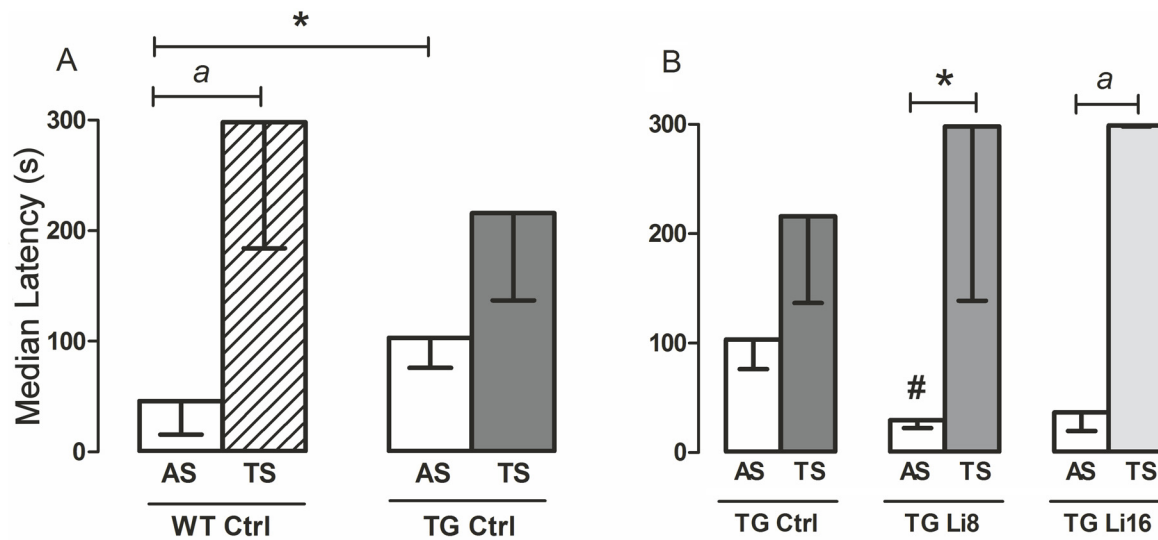 *
A
a
300
200
100
0
Median Latency (s)
AS TS
AS TS
WT Ctrl
TG Ctrl
B
*
a
300
200
100
0
#
AS TS
AS TS
AS TS
TG Ctrl
TG Li8
TG Li16